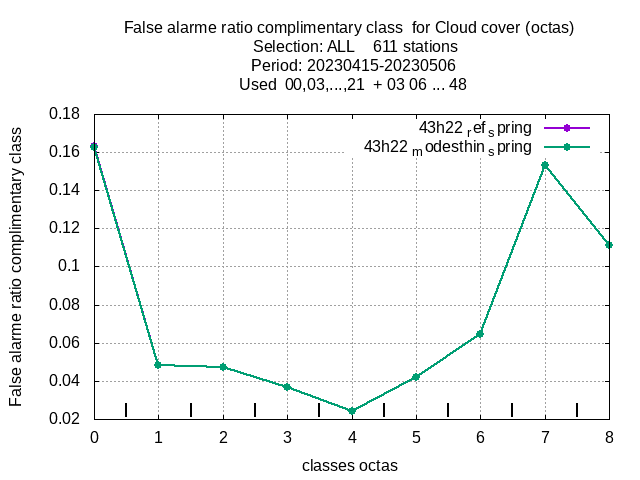 False alarme ratio complimentary class for Cloud cover (octas)
Selection: ALL 611 stations
Period: 20230415-20230506
Used 00,03,...,21 + 03 06 ... 48
43h22 ref spring
43h22 modesthin spring
False alarme ratio complimentary class
0.18
0.16
0.14
0.12
0.1
0.08
0.06
0.04
0.02
0 1 2 3 4 5 6 7 8
classes octas